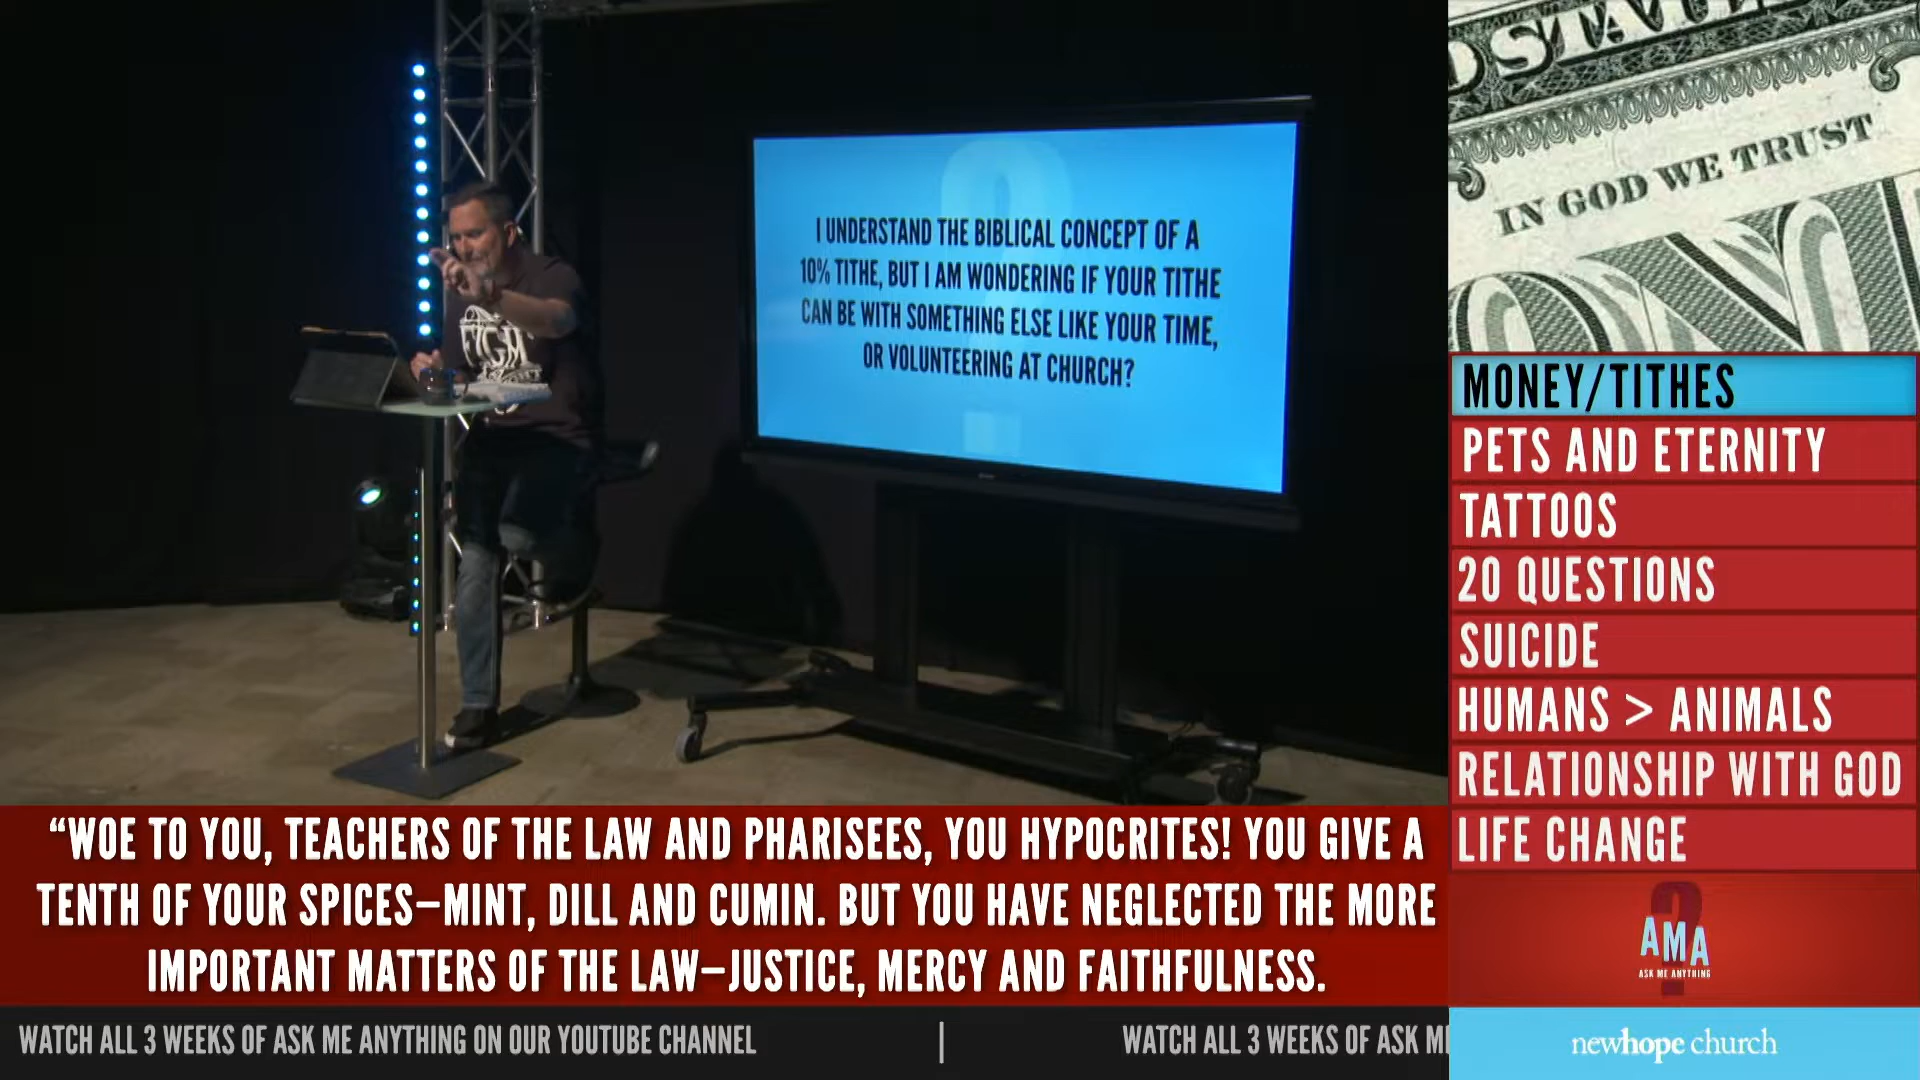 I UNDERSTAND THE BIBLICAL CONCEPT OF A
10% TITHE, BUT I AM WONDERING IF YOUR TITHE
CAN BE WITH SOMETHING ELSE LIKE YOUR TIME,
OR VOLUNTEERING AT CHURCH?
IN GOD WE TRUST
MONEY/TITHES
PETS AND ETERNITY
TATTOOS
20 QUESTIONS
SUICIDE
HUMANS > ANIMALS
RELATIONSHIP WITH GOD
LIFE CHANGE
AMA
ASK ME ANYTHING
“WOE TO YOU, TEACHERS OF THE LAW AND PHARISEES, YOU HYPOCRITES! YOU GIVE A
TENTH OF YOUR SPICES—MINT, DILL AND CUMIN. BUT YOU HAVE NEGLECTED THE MORE
IMPORTANT MATTERS OF THE LAW—JUSTICE, MERCY AND FAITHFULNESS.
WATCH ALL 3 WEEKS OF ASK ME ANYTHING ON OUR YOUTUBE CHANNEL | WATCH ALL 3 WEEKS OF ASK
newhope church